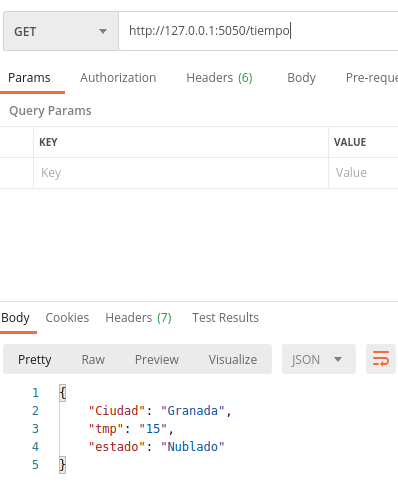 GET http://127.0.0.1:5050/tiempo
Params Authorization Headers (6) Body Pre-reque
Query Params
KEY VALUE
Key Value
Body Cookies Headers (7) Test Results
Pretty Raw Preview Visualize JSON
1 {
2 "Ciudad": "Granada",
3 "tmp": "15",
4 "estado": "Nublado"
5 }